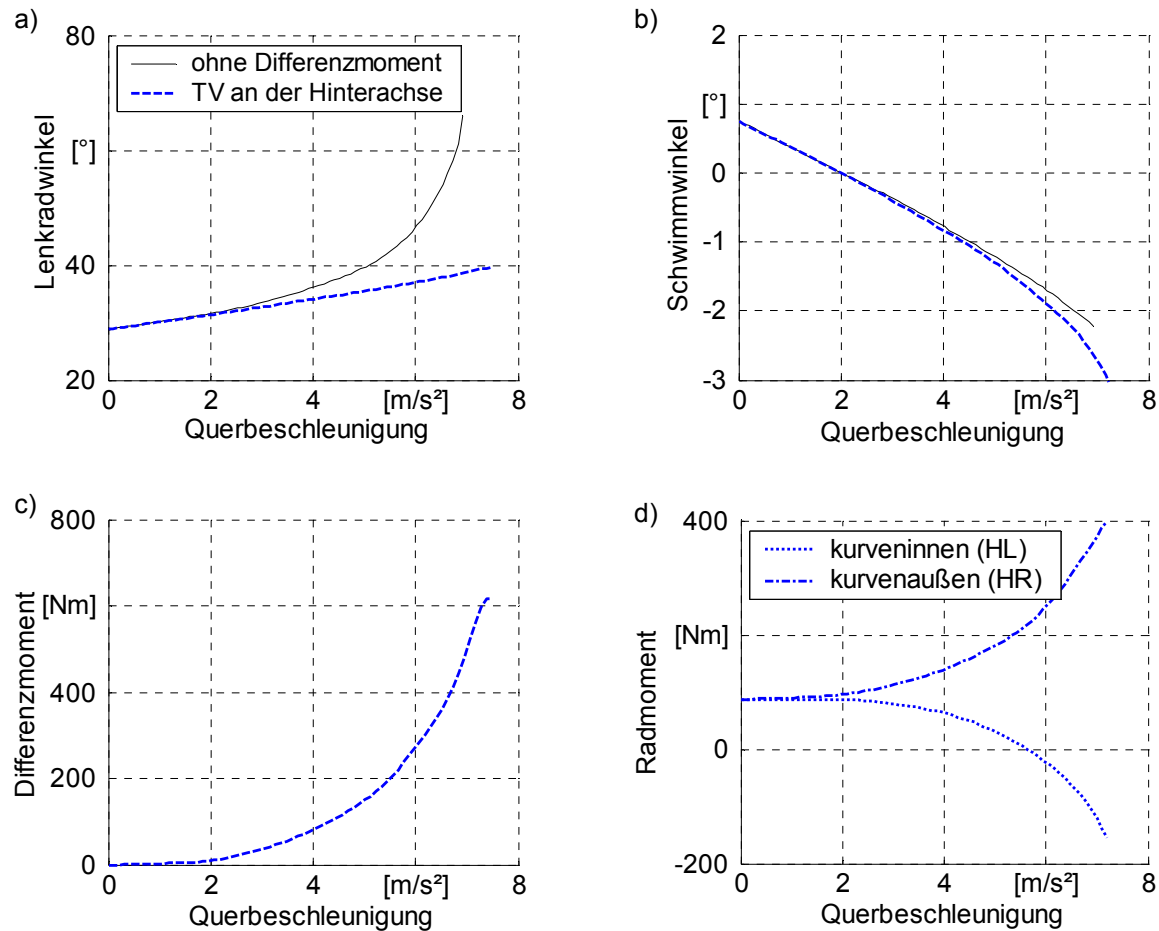 a)
80
ohne Differenzmoment
TV an der Hinterachse
[°]
Lenkradwinkel
40
20
0
2
4
[m/s²]
8
Querbeschleunigung
b)
2
[°]
Schwimmwinkel
0
-1
-2
-3
0
2
4
[m/s²]
8
Querbeschleunigung
c)
800
[Nm]
Differenzmoment
400
200
0
0
2
4
[m/s²]
8
Querbeschleunigung
d)
400
kurveninnen (HL)
kurvenaußen (HR)
[Nm]
Radmoment
0
-200
0
2
4
[m/s²]
8
Querbeschleunigung